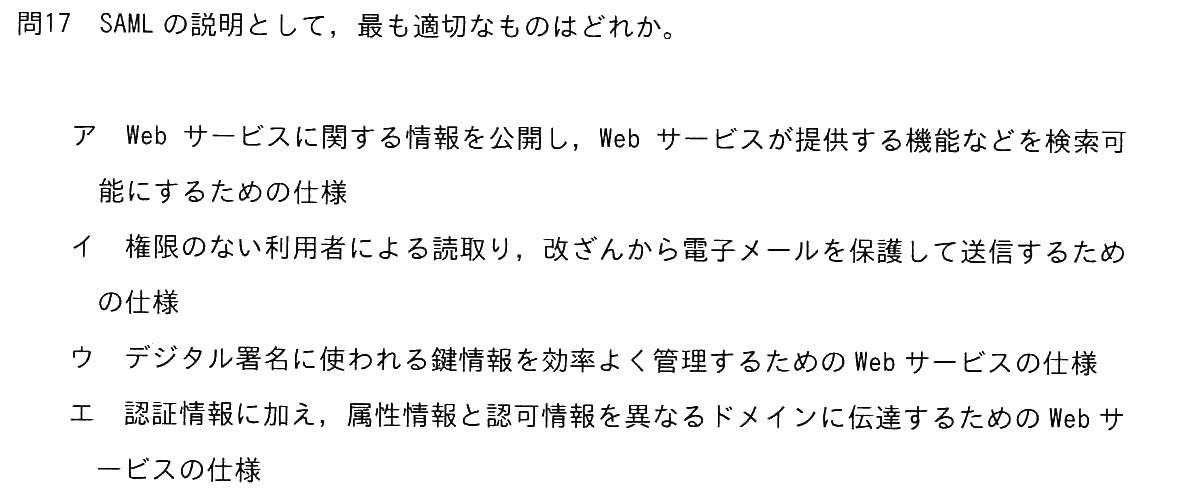 問17 SAML の説明として，最も適切なものはどれか。
ア Web サービスに関する情報を公開し，Web サービスが提供する機能などを検索可
能にするための仕様
イ 権限のない利用者による読取り，改ざんから電子メールを保護して送信するため
の仕様
ウ デジタル署名に使われる鍵情報を効率よく管理するための Web サービスの仕様
エ 認証情報に加え，属性情報と認可情報を異なるドメインに伝達するための Web サ
ービスの仕様